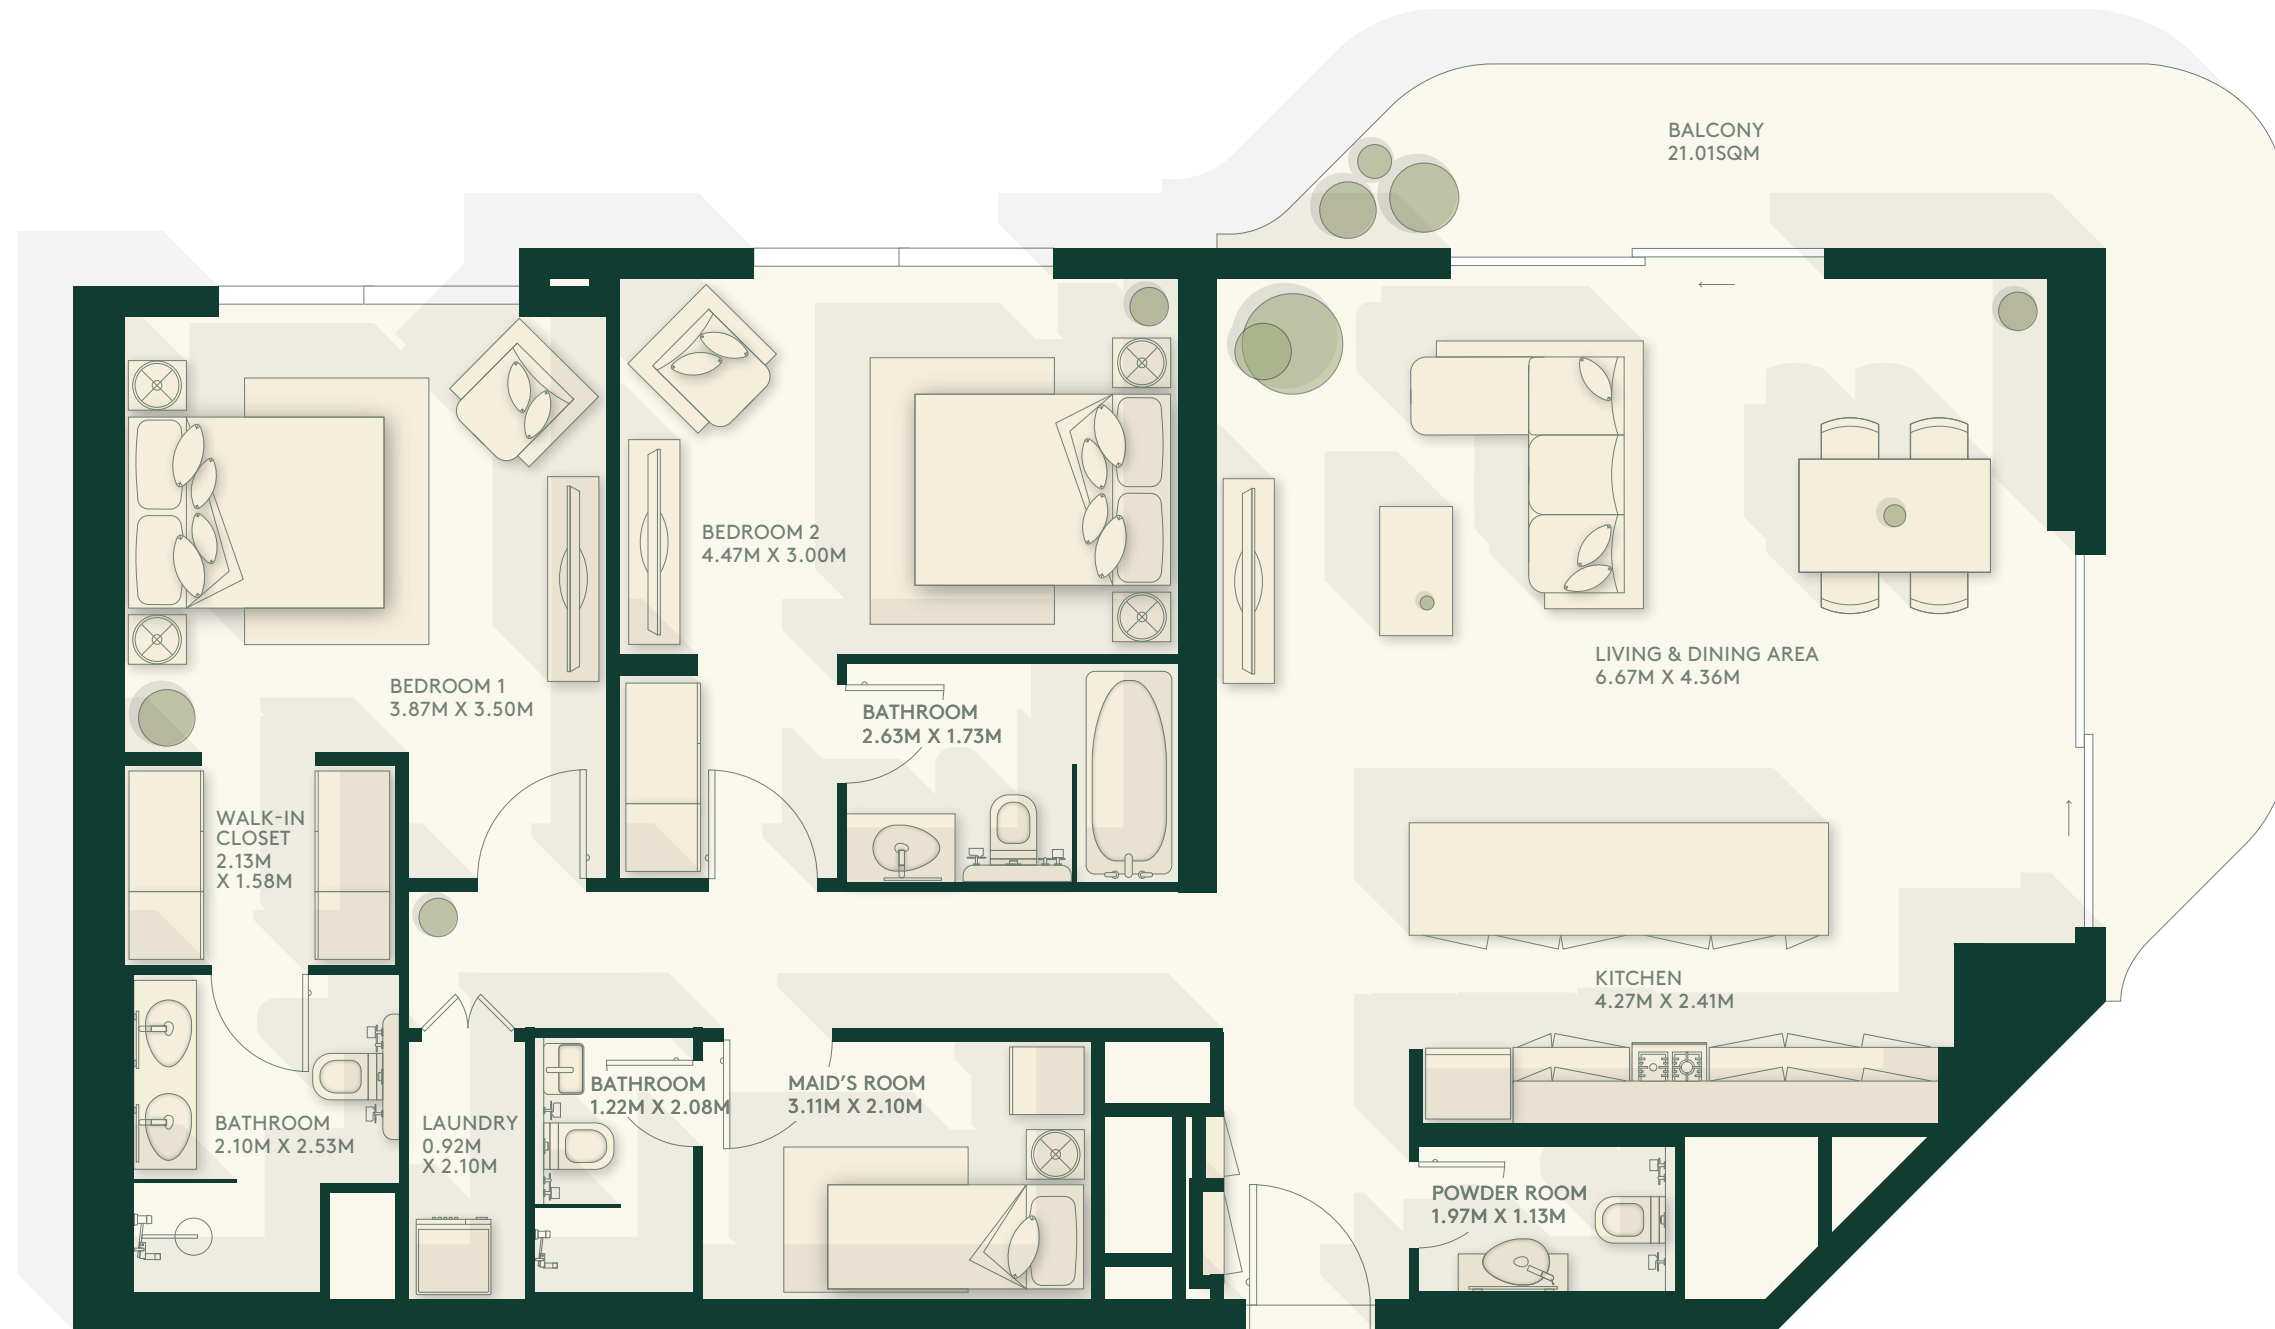 BALCONY
21.01SQM
BEDROOM 2
4.47M X 3.00M
LIVING & DINING AREA
6.67M X 4.36M
BEDROOM 1
3.87M X 3.50M
BATHROOM
2.63M X 1.73M
WALK-IN
CLOSET
2.13M
X 1.58M
KITCHEN
4.27M X 2.41M
BATHROOM
1.22M X 2.08M
MAID'S ROOM
3.11M X 2.10M
BATHROOM
2.10M X 2.53M
LAUNDRY
0.92M
X 2.10M
POWDER ROOM
1.97M X 1.13M